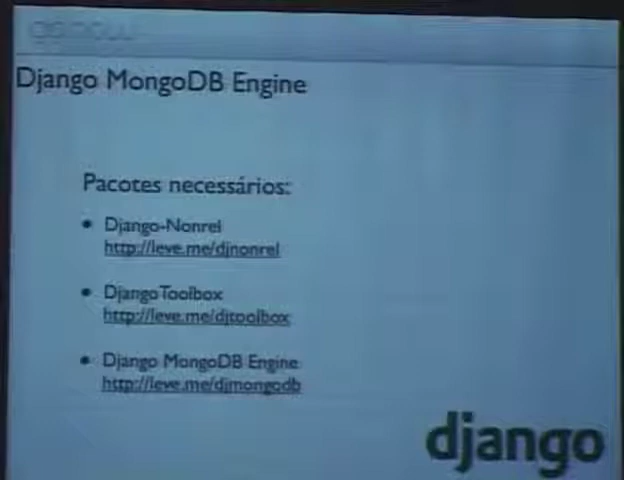 Django MongoDB Engine
Pacotes necessários:
Django-Nonrel
http://leve.me/djnonrel
DjangoToolbox
http://leve.me/djtoolbox
Django MongoDB Engine
http://leve.me/djmongodb
django